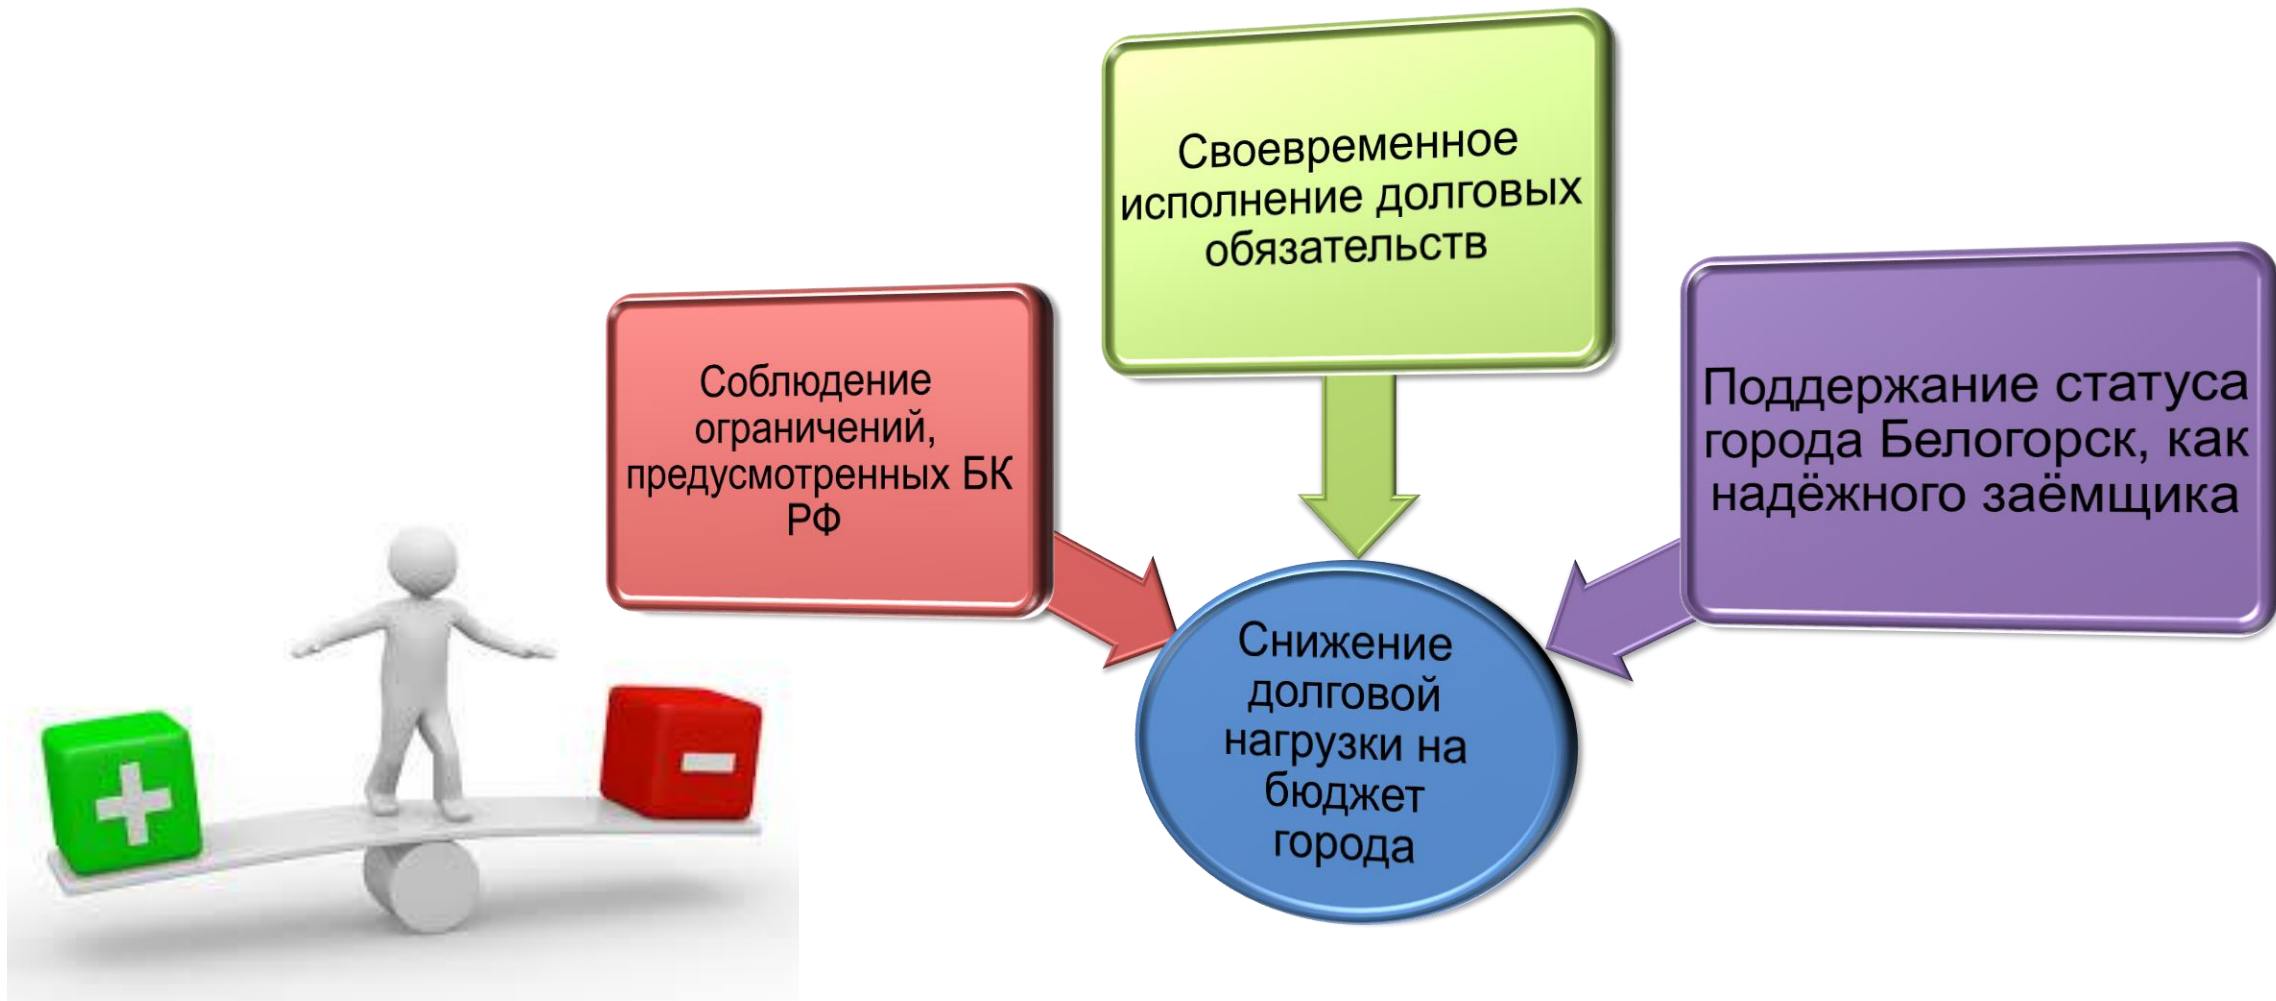 Своевременное
исполнение долговых
обязательств
Соблюдение
ограничений,
предусмотренных БК
РФ
Поддержание статуса
города Белогорск, как
надёжного заёмщика
Снижение
долговой
нагрузки на
бюджет
города